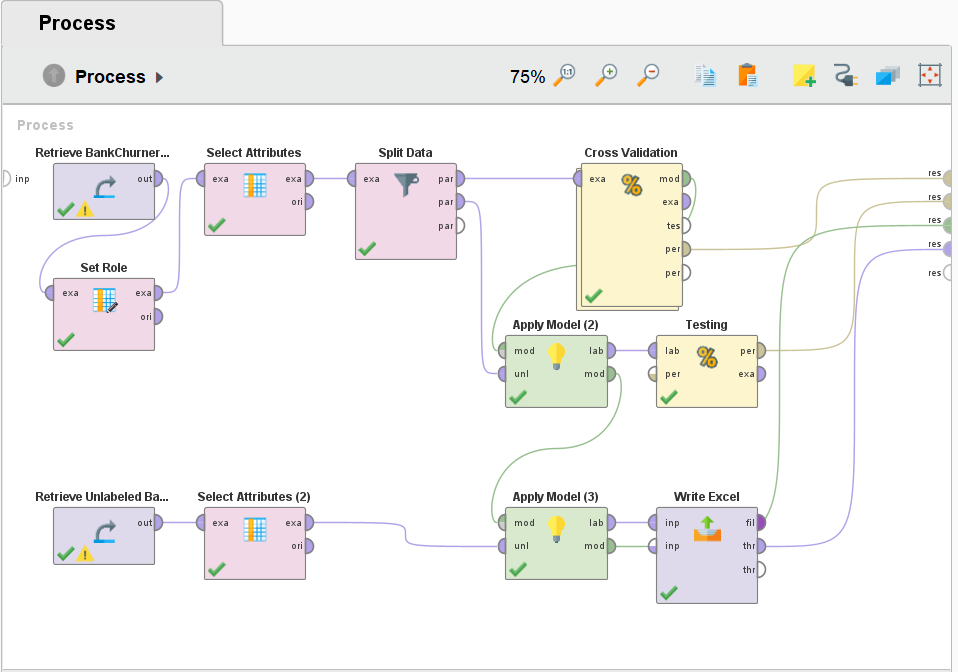 Process
Process
75%
1:1
Process
Retrieve BankChurner...
Select Attributes
Split Data
Cross Validation
inp
out
exa
exa
ori
exa
par
par
par
exa
mod
exa
tes
per
per
res
res
res
res
res
Set Role
exa
exa
ori
Apply Model (2)
mod
lab
unl
mod
Testing
lab
per
per
exa
Retrieve Unlabeled Ba...
Select Attributes (2)
Apply Model (3)
Write Excel
out
exa
exa
ori
mod
lab
unl
mod
inp
fil
inp
thr
thr